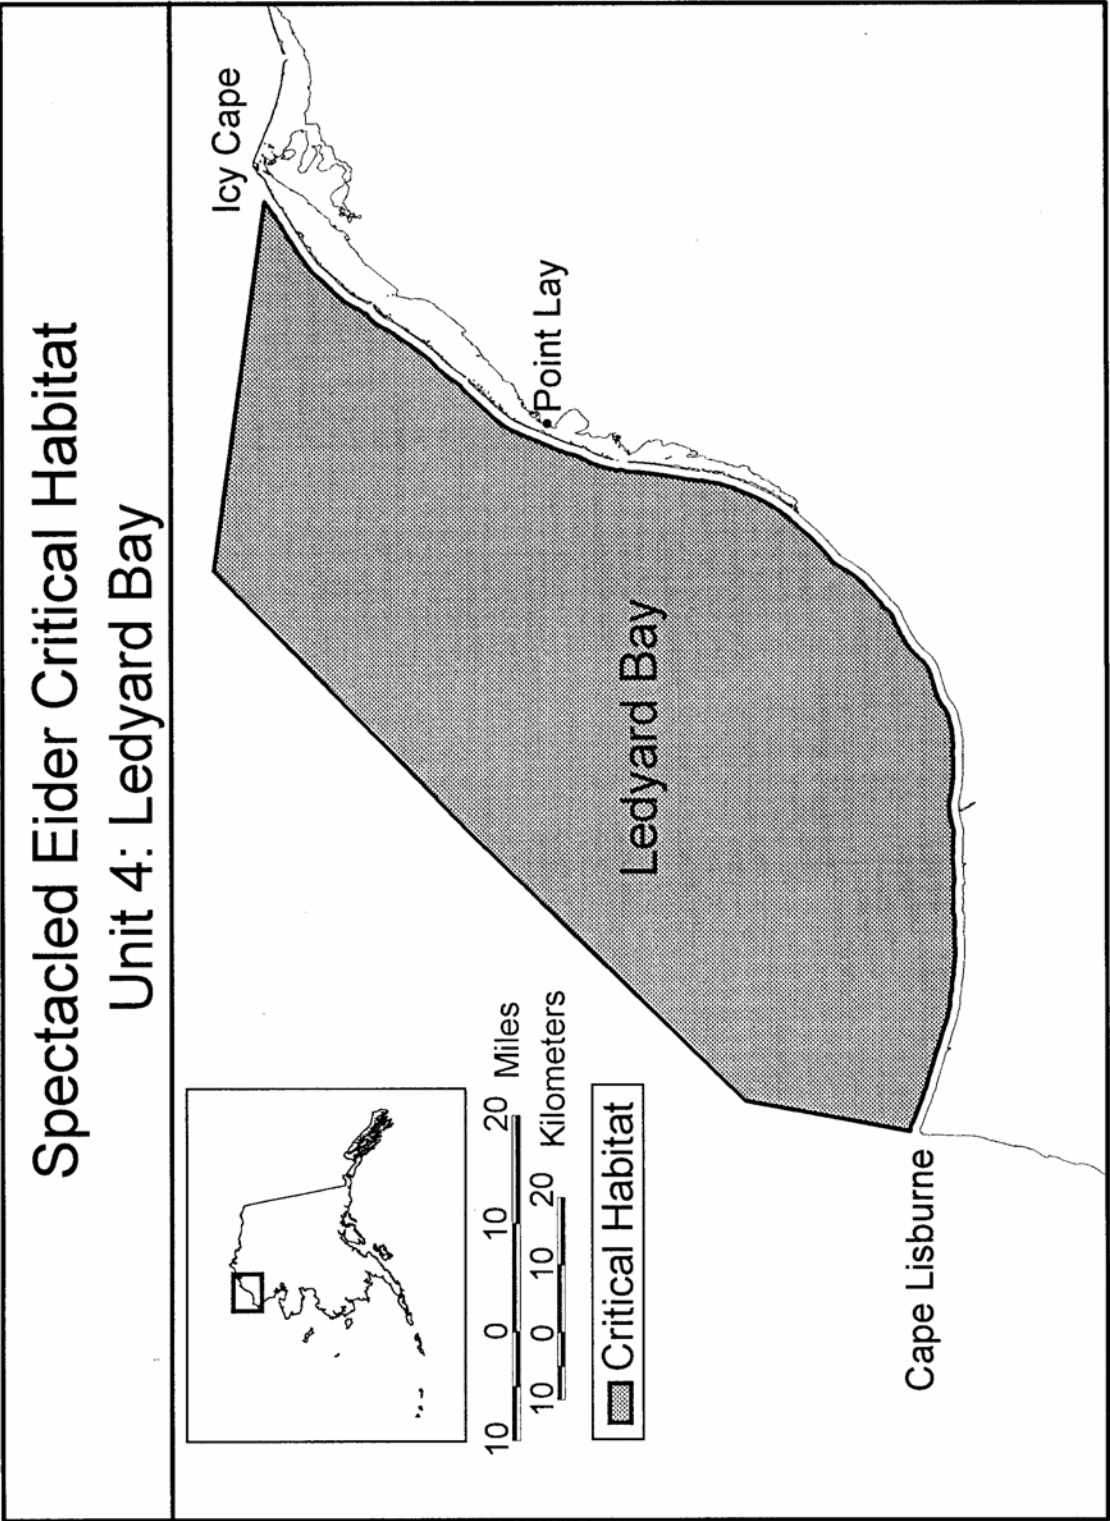 Spectacled Eider Critical Habitat
Unit 4: Ledyard Bay
Icy Cape
Point Lay
Ledyard Bay
10 0 10 20 Miles
10 0 10 20 Kilometers
Critical Habitat
Cape Lisburne